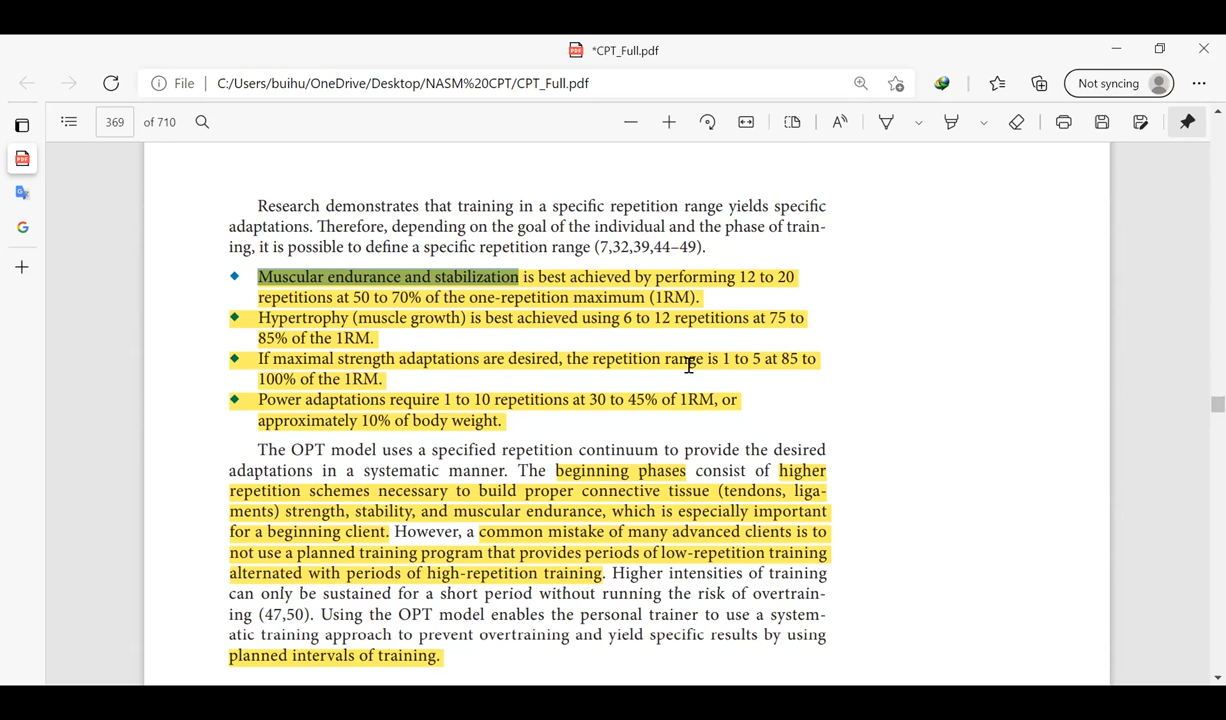 *CPT_Full.pdf
File | C:/Users/buihu/OneDrive/Desktop/NASM%20CPT/CPT_Full.pdf
Not syncing
369 of 710
Research demonstrates that training in a specific repetition range yields specific
adaptations. Therefore, depending on the goal of the individual and the phase of train-
ing, it is possible to define a specific repetition range (7,32,39,44–49).
Muscular endurance and stabilization is best achieved by performing 12 to 20
repetitions at 50 to 70% of the one-repetition maximum (1RM).
Hypertrophy (muscle growth) is best achieved using 6 to 12 repetitions at 75 to
85% of the 1RM.
If maximal strength adaptations are desired, the repetition range is 1 to 5 at 85 to
100% of the 1RM.
Power adaptations require 1 to 10 repetitions at 30 to 45% of 1RM, or
approximately 10% of body weight.
The OPT model uses a specified repetition continuum to provide the desired
adaptations in a systematic manner. The beginning phases consist of higher
repetition schemes necessary to build proper connective tissue (tendons, liga-
ments) strength, stability, and muscular endurance, which is especially important
for a beginning client. However, a common mistake of many advanced clients is to
not use a planned training program that provides periods of low-repetition training
alternated with periods of high-repetition training. Higher intensities of training
can only be sustained for a short period without running the risk of overtrain-
ing (47,50). Using the OPT model enables the personal trainer to use a system-
atic training approach to prevent overtraining and yield specific results by using
planned intervals of training.